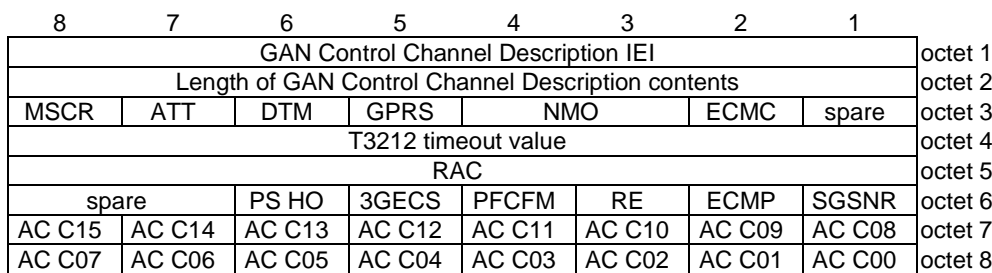 8 7 6 5 4 3 2 1
GAN Control Channel Description IEI octet 1
Length of GAN Control Channel Description contents octet 2
MSCR ATT DTM GPRS NMO ECMC spare octet 3
T3212 timeout value octet 4
RAC octet 5
spare PS HO 3GECS PFCFM RE ECMP SGSNR octet 6
AC C15 AC C14 AC C13 AC C12 AC C11 AC C10 AC C09 AC C08 octet 7
AC C07 AC C06 AC C05 AC C04 AC C03 AC C02 AC C01 AC C00 octet 8